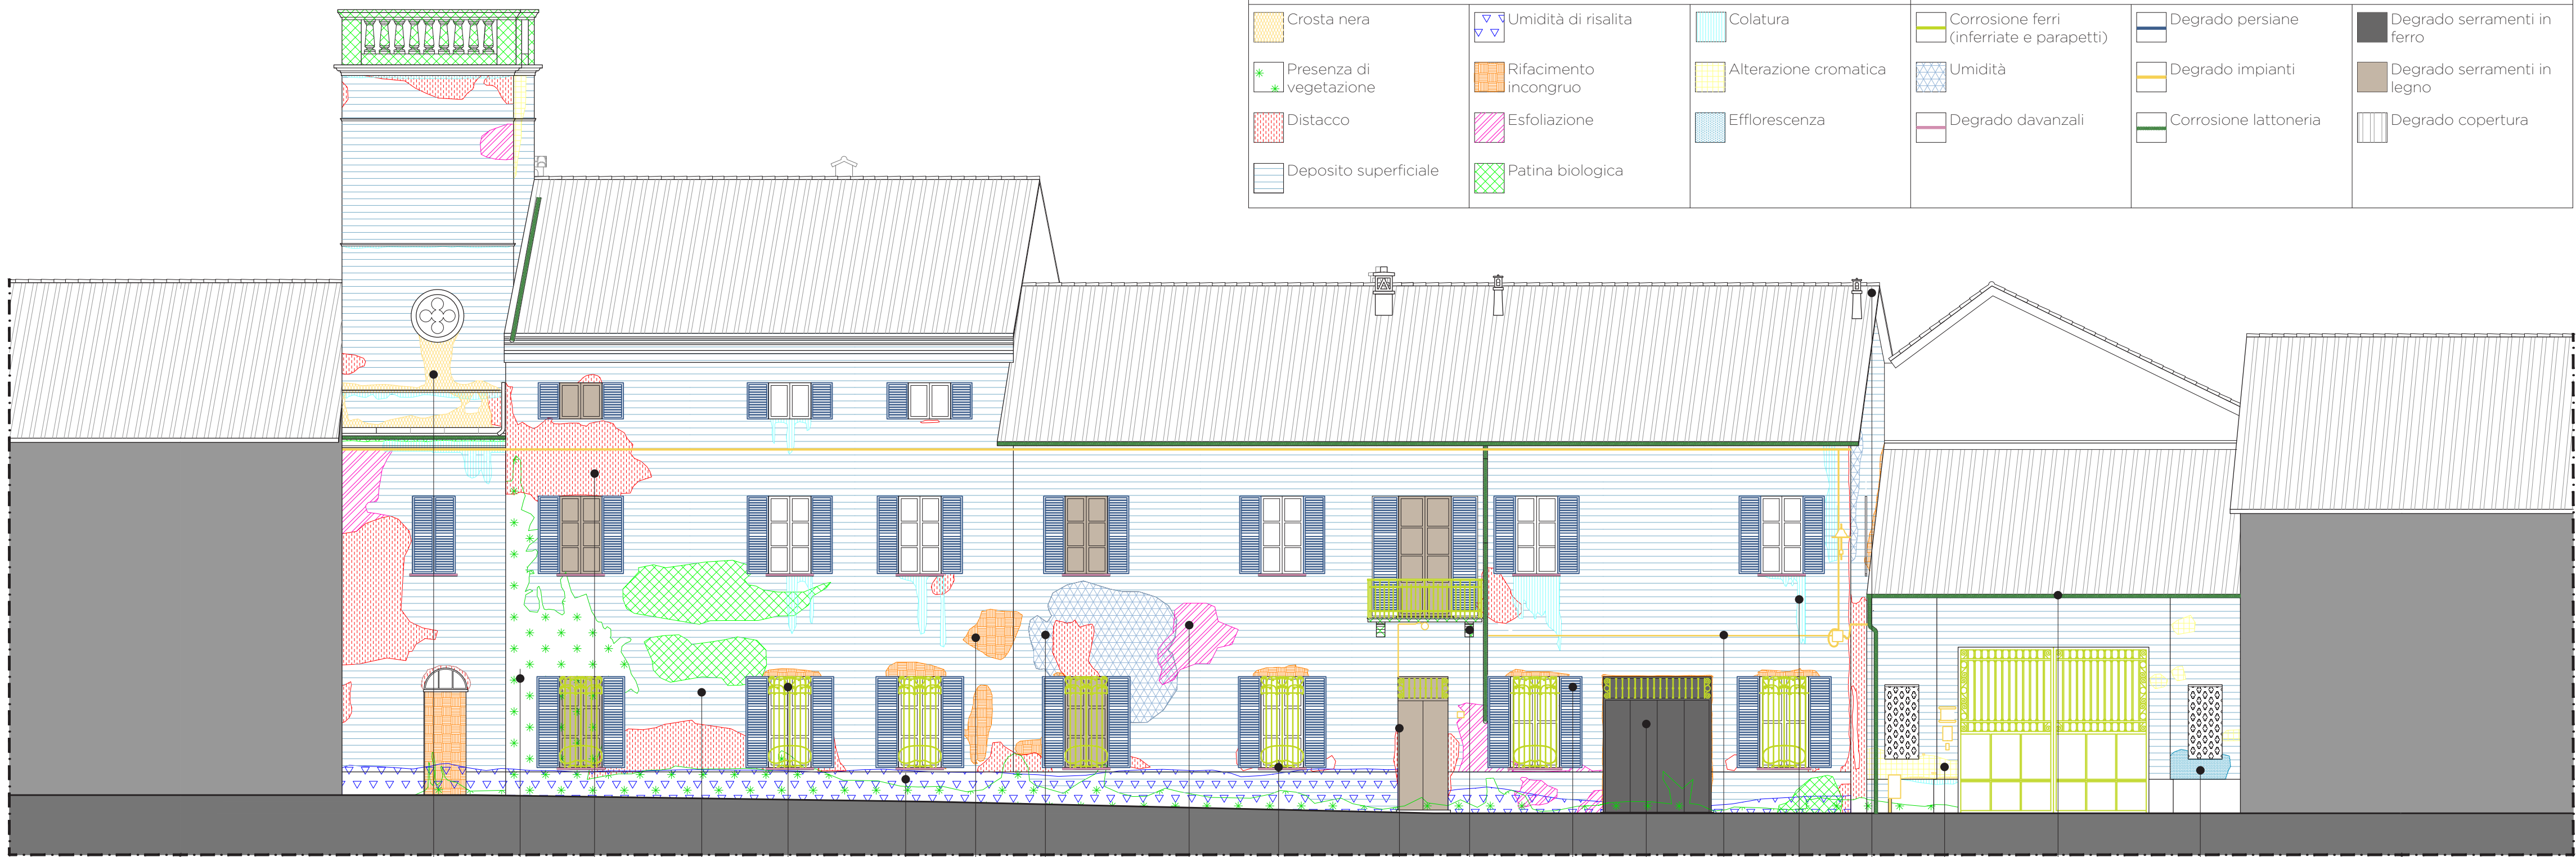 Crosta nera
Presenza di
vegetazione
Distacco
Deposito superficiale
Umidità di risalita
Rifacimento
incongruo
Esfoliazione
Patina biologica
Colatura
Alterazione cromatica
Efflorescenza
Corrosione ferri
(inferriate e parapetti)
Umidità
Degrado davanzali
Degrado persiane
Degrado impianti
Corrosione lattoneria
Degrado serramenti in
ferro
Degrado serramenti in
legno
Degrado copertura